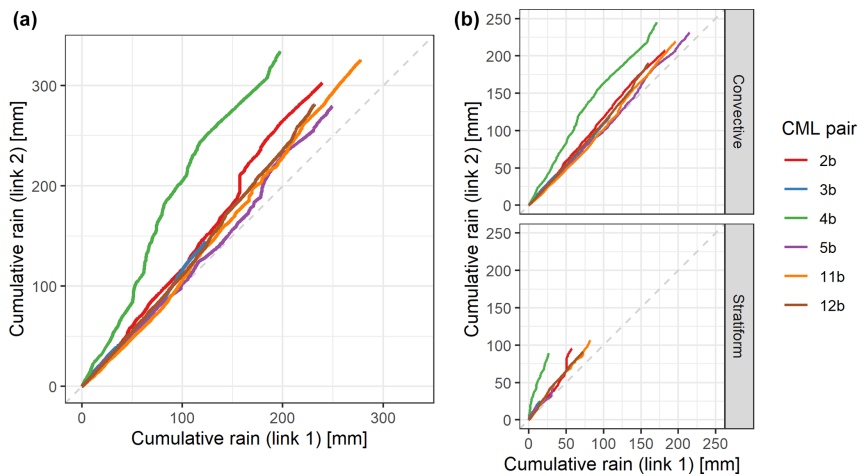 (a)
Cumulative rain (link 2) [mm]
300
200
100
0
0 100 200 300
Cumulative rain (link 1) [mm]
(b)
Cumulative rain (link 2) [mm]
250
200
150
100
50
0
Convective
250
200
150
100
50
0
Stratiform
0 50 100 150 200 250
Cumulative rain (link 1) [mm]
CML pair
2b
3b
4b
5b
11b
12b